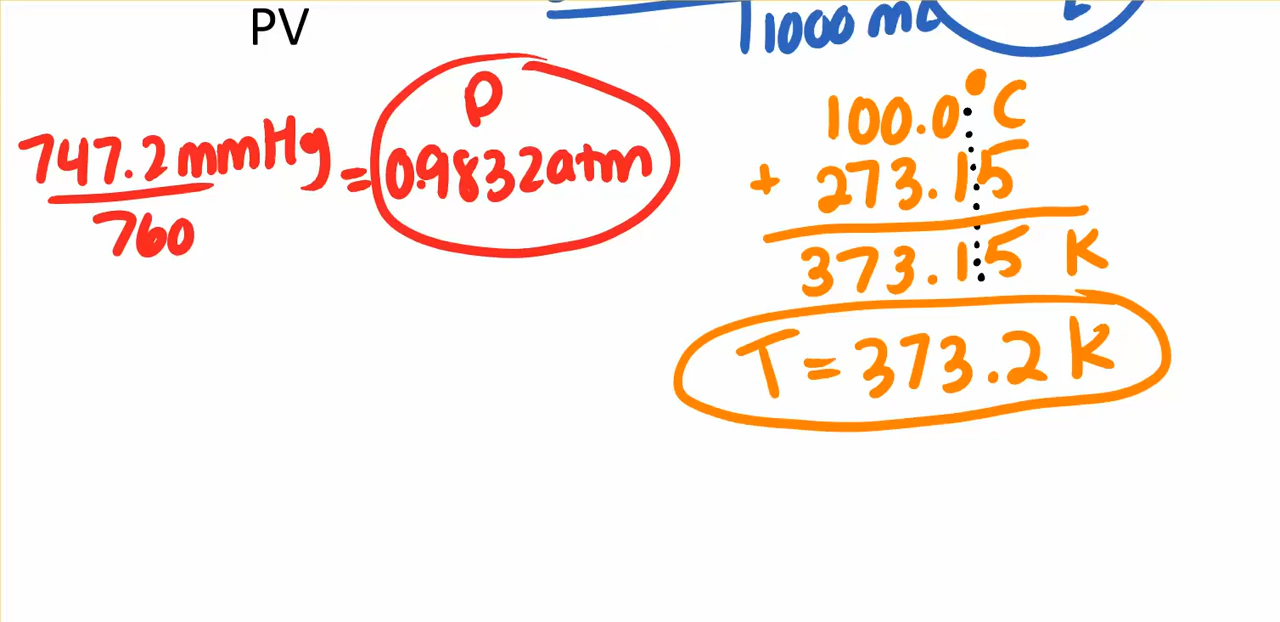 PV
1000 mL
P
747.2 mmHg = 0.9832 atm
760
100.0 °C
+ 273.15
373.15 K
T = 373.2 K